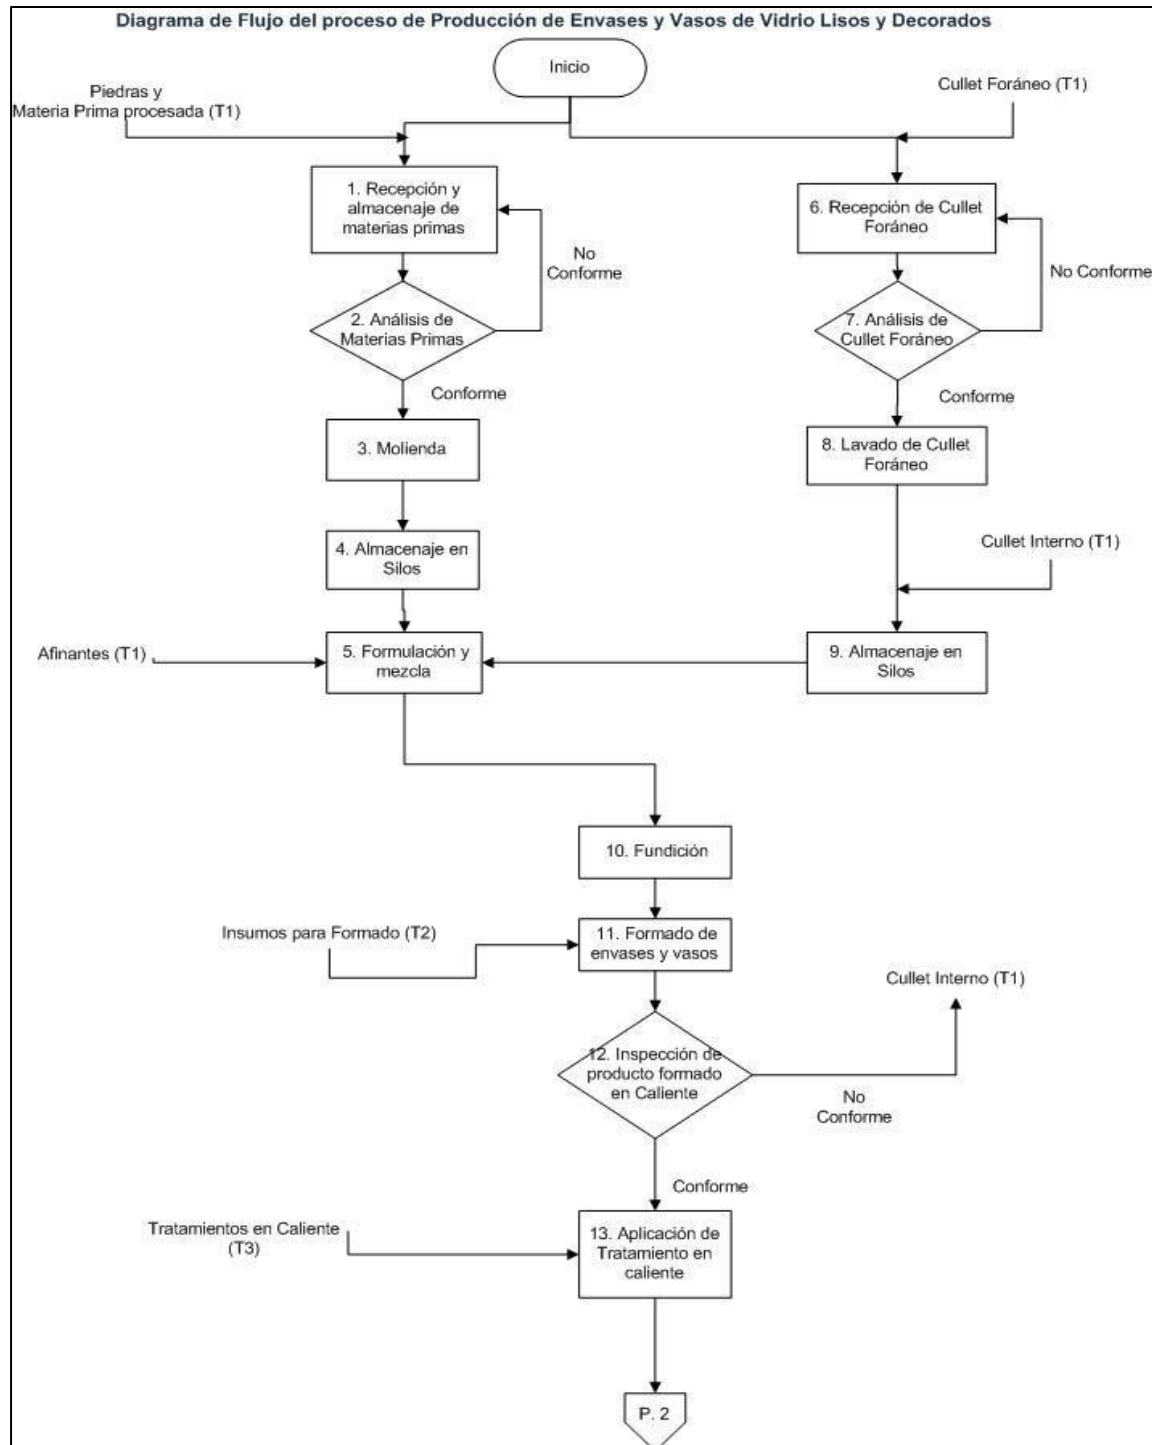 Diagrama de Flujo del proceso de Producción de Envases y Vasos de Vidrio Lisos y Decorados
Inicio
Piedras y
Materia Prima procesada (T1)
Cullet Foráneo (T1)
1. Recepción y
almacenaje de
materias primas
6. Recepción de Cullet
Foráneo
No
Conforme
No Conforme
2. Análisis de
Materias Primas
7. Análisis de
Cullet Foráneo
Conforme
Conforme
3. Molienda
8. Lavado de Cullet
Foráneo
4. Almacenaje en
Silos
Cullet Interno (T1)
Afinantes (T1)
5. Formulación y
mezcla
9. Almacenaje en
Silos
10. Fundición
Insumos para Formado (T2)
11. Formado de
envases y vasos
Cullet Interno (T1)
12. Inspección de
producto formado
en Caliente
No
Conforme
Conforme
Tratamientos en Caliente
(T3)
13. Aplicación de
Tratamiento en
caliente
P. 2